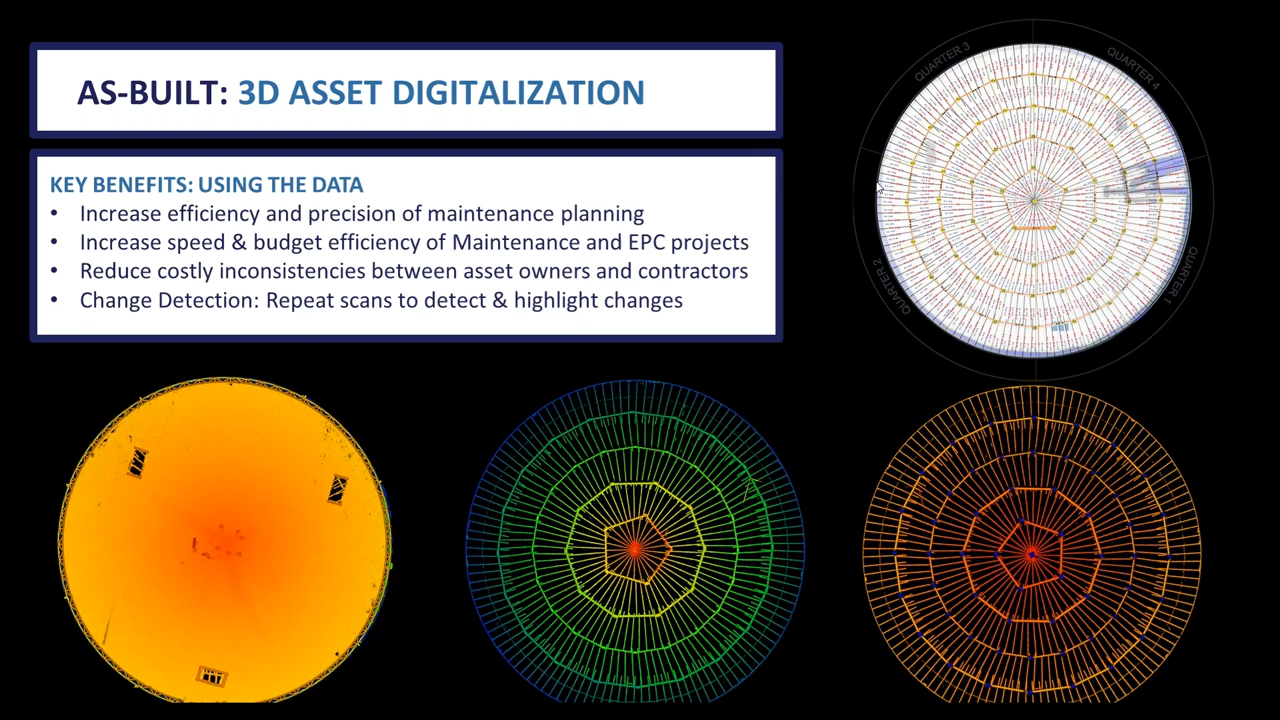 AS-BUILT: 3D ASSET DIGITALIZATION
KEY BENEFITS: USING THE DATA
• Increase efficiency and precision of maintenance planning
• Increase speed & budget efficiency of Maintenance and EPC projects
• Reduce costly inconsistencies between asset owners and contractors
• Change Detection: Repeat scans to detect & highlight changes
QUARTER 3
QUARTER 4
QUARTER 2
QUARTER 1